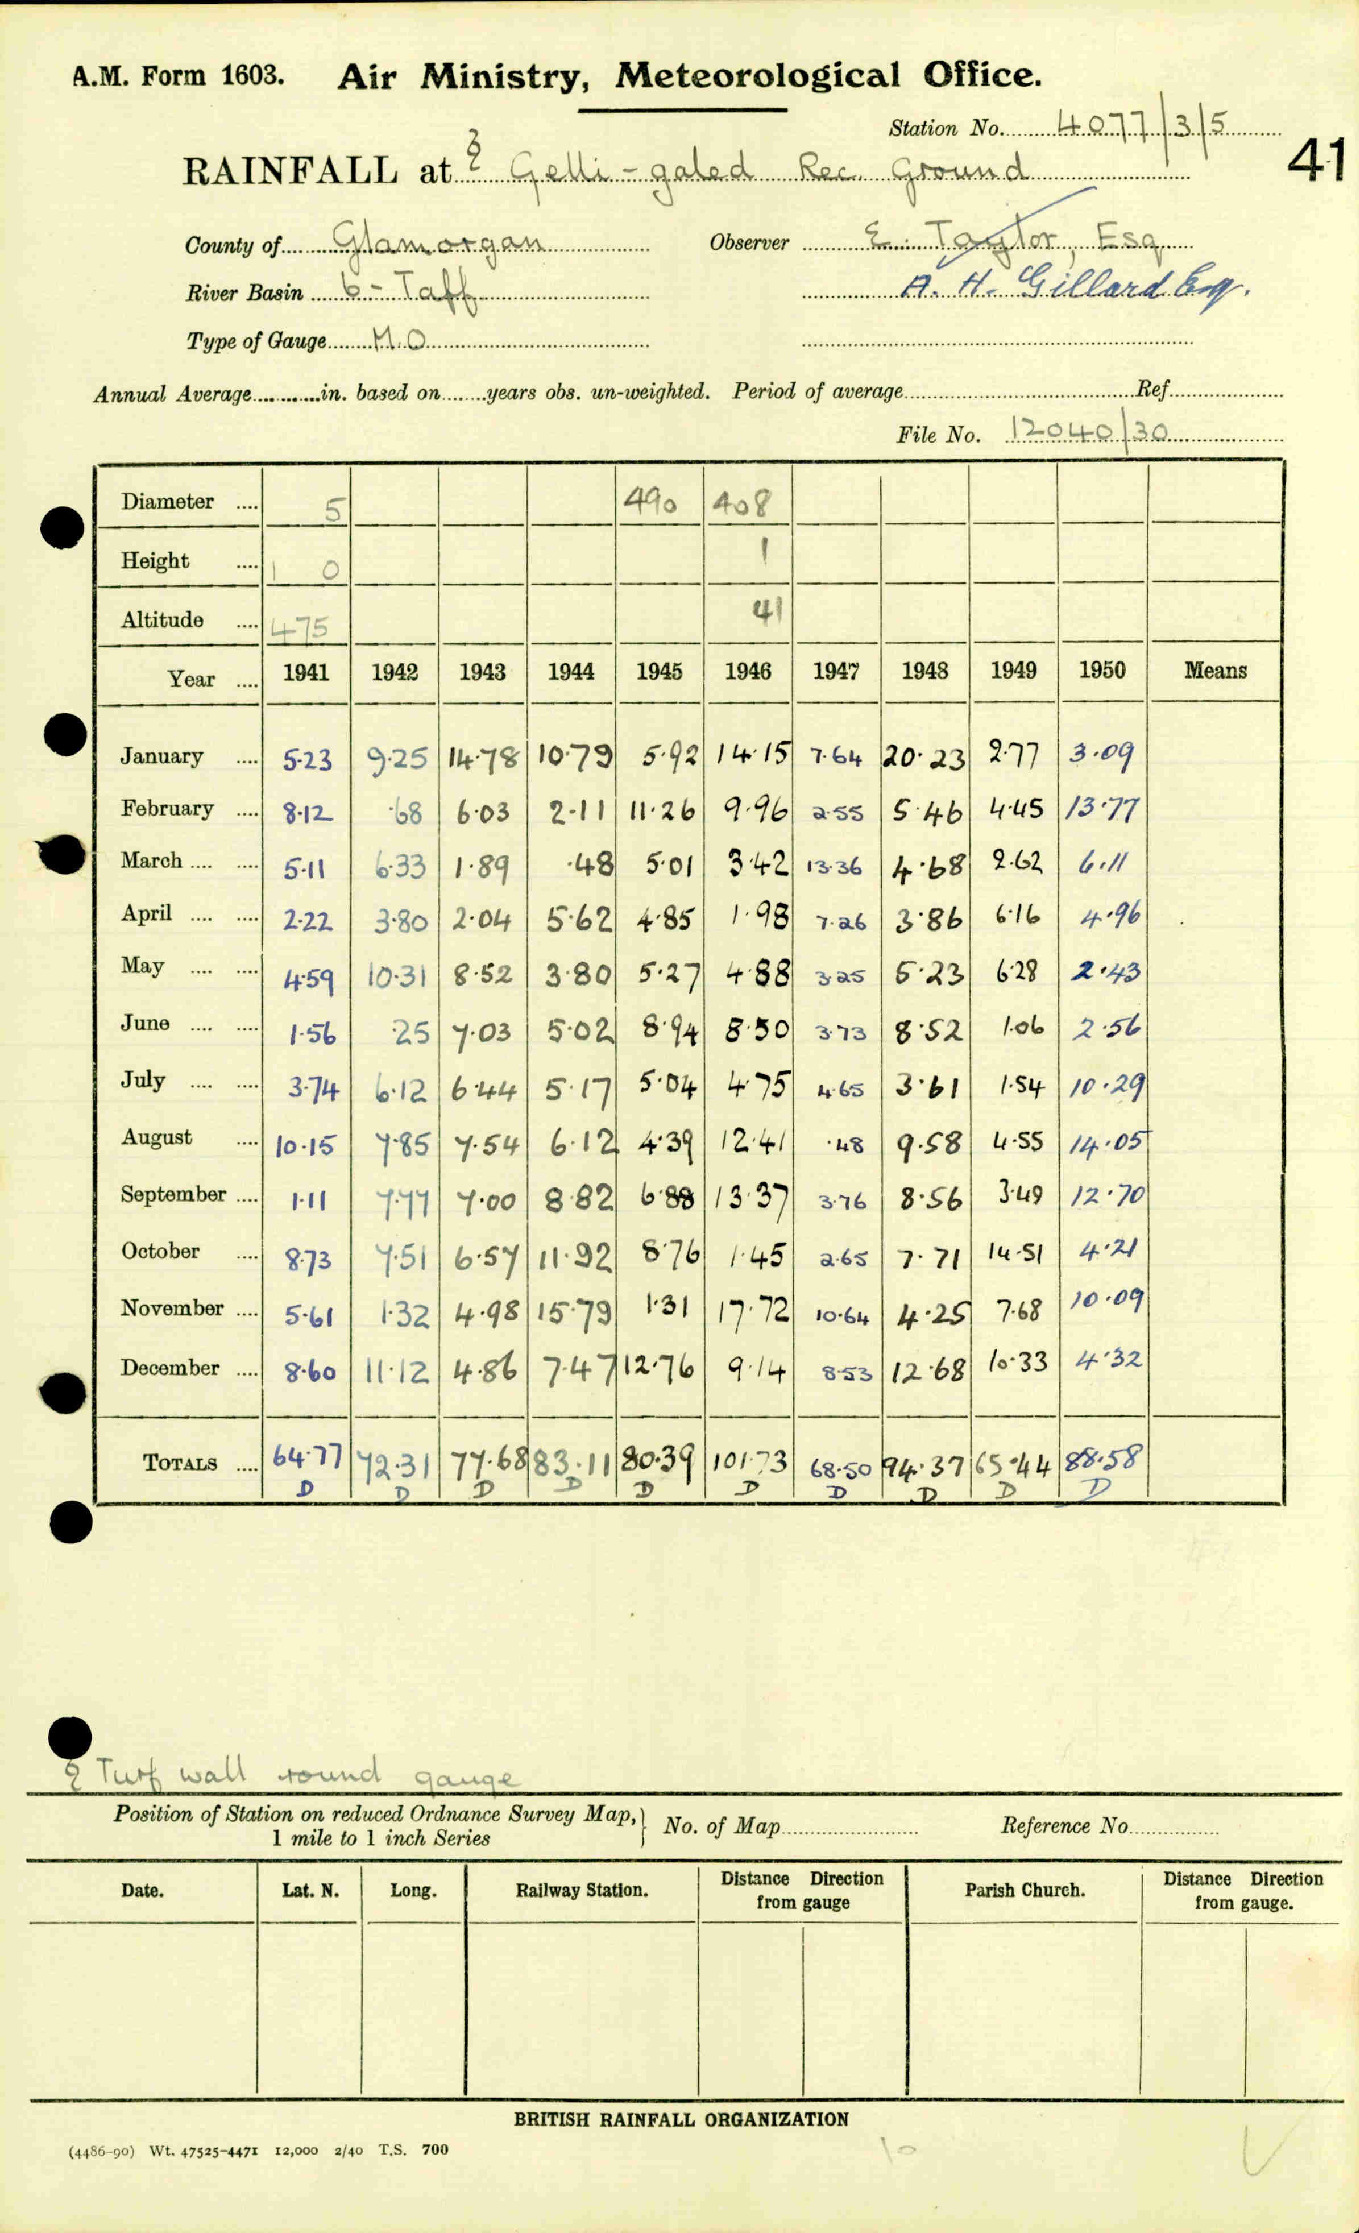 A.M. Form 1603. Air Ministry, Meteorological Office.
Station No. 4077/3/5
41
RAINFALL at Gelli-galed Rec. Ground
County of Glamorgan Observer E. Taylor, Esq
River Basin 6 - Taff A. H. Gillard Esq.
Type of Gauge M.O
Annual Average in. based on years obs. un-weighted. Period of average Ref
File No. 12040/30
Diameter 5 490 408
Height 1 0 1
Altitude 475 41
Year 1941 1942 1943 1944 1945 1946 1947 1948 1949 1950 Means
January 5.23 9.25 14.78 10.79 5.92 14.15 7.64 20.23 2.77 3.09
February 8.12 .68 6.03 2.11 11.26 9.96 2.55 5.46 4.45 13.77
March 5.11 6.33 1.89 .48 5.01 3.42 13.36 4.68 2.62 6.11
April 2.22 3.80 2.04 5.62 4.85 1.98 7.26 3.86 6.16 4.96
May 4.59 10.31 8.52 3.80 5.27 4.88 3.25 5.23 6.28 2.43
June 1.56 .25 7.03 5.02 8.94 8.50 3.73 8.52 1.06 2.56
July 3.74 6.12 6.44 5.17 5.04 4.75 4.65 3.61 1.54 10.29
August 10.15 7.85 7.54 6.12 4.39 12.41 .48 9.58 4.55 14.05
September 1.11 7.77 7.00 8.82 6.88 13.37 3.76 8.56 3.49 12.70
October 8.73 7.51 6.57 11.92 8.76 1.45 2.65 7.71 14.51 4.21
November 5.61 1.32 4.98 15.79 1.31 17.72 10.64 4.25 7.68 10.09
December 8.60 11.12 4.86 7.47 12.76 9.14 8.53 12.68 10.33 4.32
TOTALS 64.77 72.31 77.68 83.11 80.39 101.73 68.50 94.37 65.44 88.58
D D D D D D D D D D
Turf wall round gauge
Position of Station on reduced Ordnance Survey Map, No. of Map Reference No
1 mile to 1 inch Series
Date. Lat. N. Long. Railway Station. Distance Direction from gauge Parish Church. Distance Direction from gauge.
BRITISH RAINFALL ORGANIZATION
(4486-90) Wt. 47525-4471 12,000 2/40 T.S. 700
10